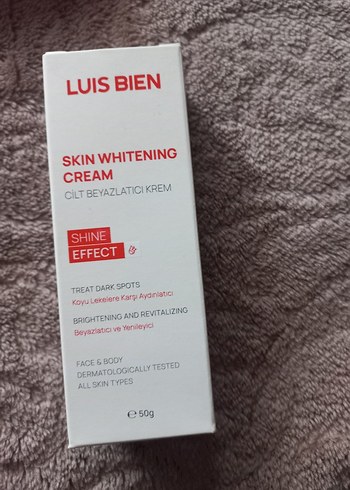 LUIS BIEN
SKIN WHITENING
CREAM
CİLT BEYAZLATICI KREM
SHINE
EFFECT
TREAT DARK SPOTS
Koyu Lekelere Karşı Aydınlatıcı
BRIGHTENING AND REVITALIZING
Beyazlatıcı ve Yenileyici
FACE & BODY
DERMATOLOGICALLY TESTED
ALL SKIN TYPES
℮ 50g